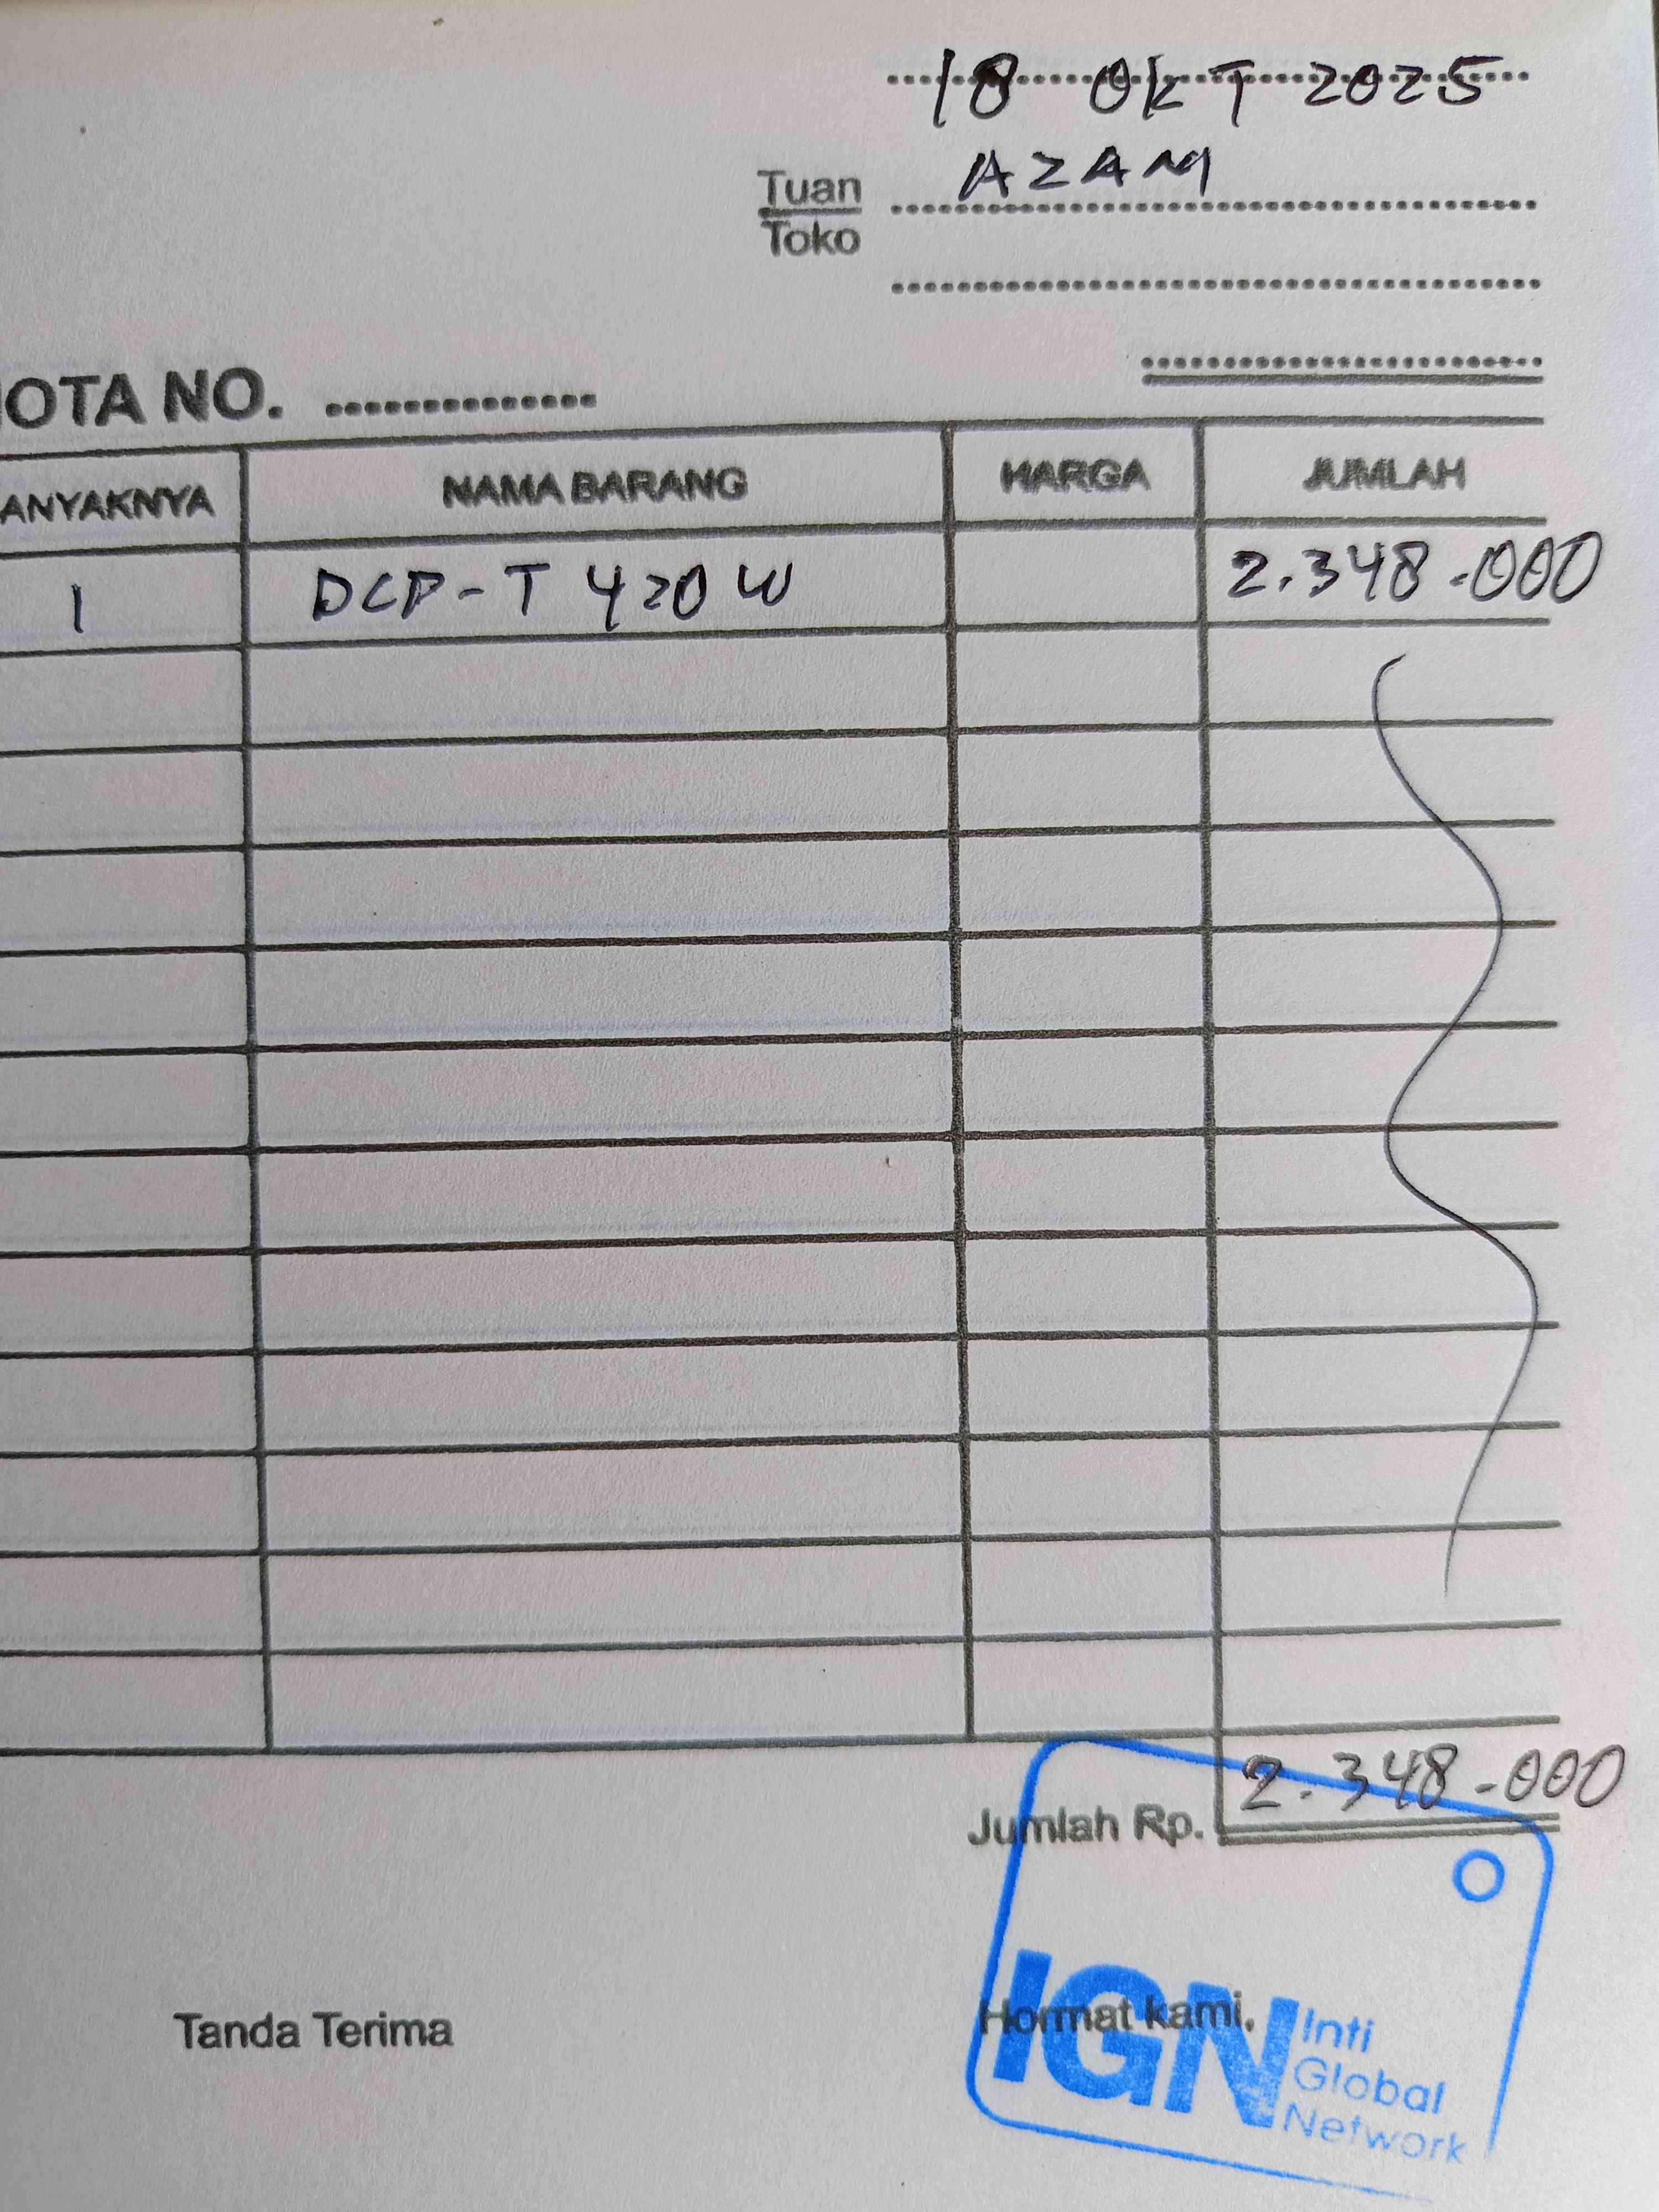 18 OKT 2025
Tuan AZAM
Toko
OTA NO.
ANYAKNYA NAMA BARANG HARGA JUMLAH
1 DCP-T 420 W 2.348.000
Jumlah Rp. 2.348.000
Tanda Terima Hormat kami,
IGN Inti
Global
Network